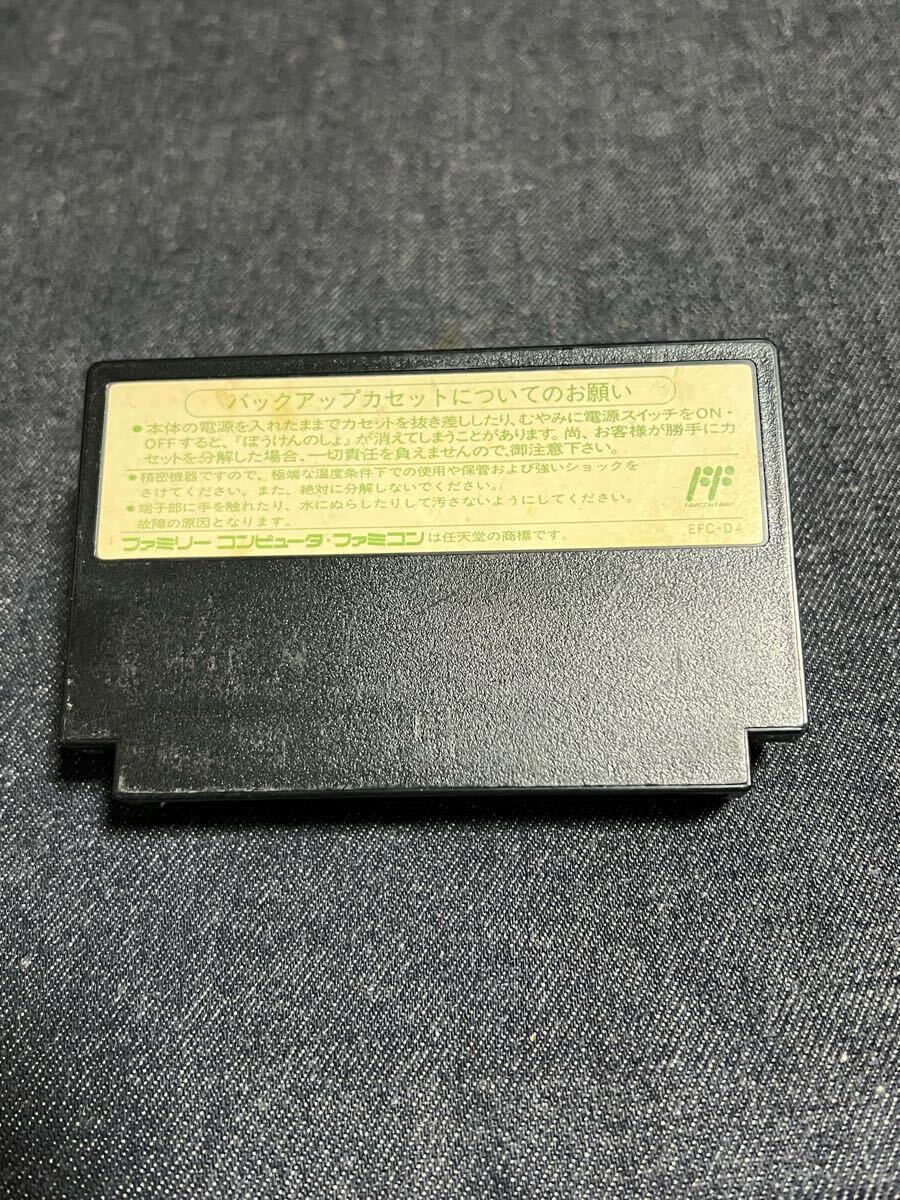 バックアップカセットについてのお願い
● 本体の電源を入れたままでカセットを抜き差ししたり、むやみに電源スイッチをON・
OFFすると、『ぼうけんのしょ』が消えてしまうことがあります。尚、お客様が勝手にカ
セットを分解した場合、一切責任を負えませんので、御注意下さい。
● 精密機器ですので、極端な温度条件下での使用や保管および強いショックを
さけてください。また、絶対に分解しないでください。
● 端子部に手を触れたり、水にぬらしたりして汚さないようにしてください。
故障の原因となります。
ファミリー コンピュータ・ファミコンは任天堂の商標です。
FF
FAMICOM FAMILY
EFC-D4